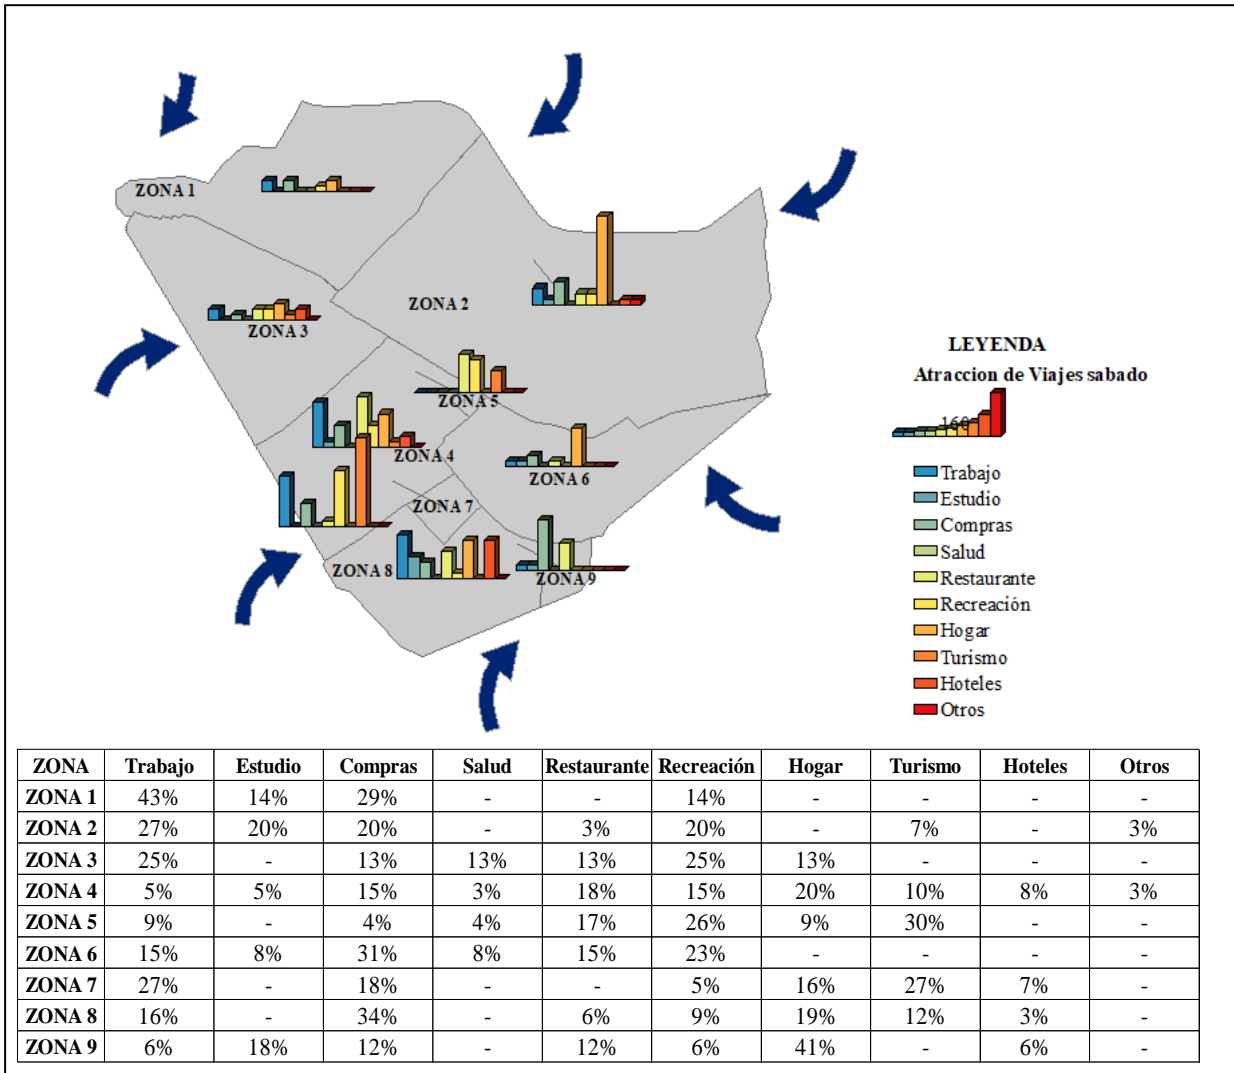 ZONA 1
ZONA 2
ZONA 3
ZONA 5
ZONA 4
ZONA 6
ZONA 7
ZONA 8
ZONA 9
LEYENDA
Atraccion de Viajes sabado
160
Trabajo
Estudio
Compras
Salud
Restaurante
Recreación
Hogar
Turismo
Hoteles
Otros
ZONA Trabajo Estudio Compras Salud Restaurante Recreación Hogar Turismo Hoteles Otros
ZONA 1 43% 14% 29% - - 14% - - - -
ZONA 2 27% 20% 20% - 3% 20% - 7% - 3%
ZONA 3 25% - 13% 13% 13% 25% 13% - - -
ZONA 4 5% 5% 15% 3% 18% 15% 20% 10% 8% 3%
ZONA 5 9% - 4% 4% 17% 26% 9% 30% - -
ZONA 6 15% 8% 31% 8% 15% 23% - - - -
ZONA 7 27% - 18% - - 5% 16% 27% 7% -
ZONA 8 16% - 34% - 6% 9% 19% 12% 3% -
ZONA 9 6% 18% 12% - 12% 6% 41% - 6% -